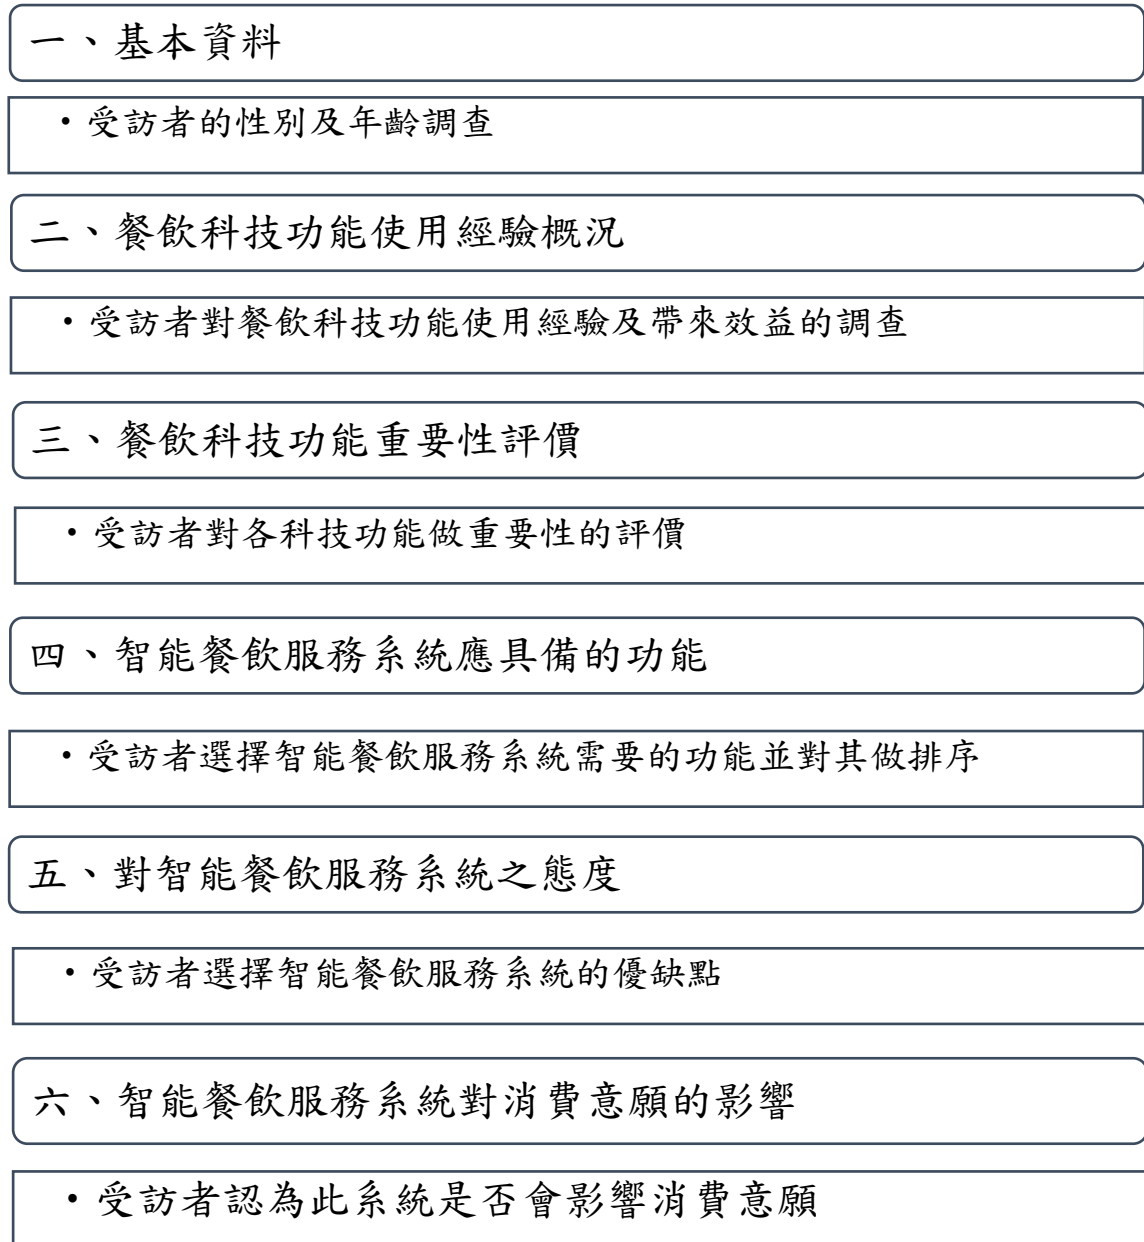 一、基本資料
•受訪者的性別及年齡調查
二、餐飲科技功能使用經驗概況
•受訪者對餐飲科技功能使用經驗及帶來效益的調查
三、餐飲科技功能重要性評價
•受訪者對各科技功能做重要性的評價
四、智能餐飲服務系統應具備的功能
•受訪者選擇智能餐飲服務系統需要的功能並對其做排序
五、對智能餐飲服務系統之態度
•受訪者選擇智能餐飲服務系統的優缺點
六、智能餐飲服務系統對消費意願的影響
•受訪者認為此系統是否會影響消費意願